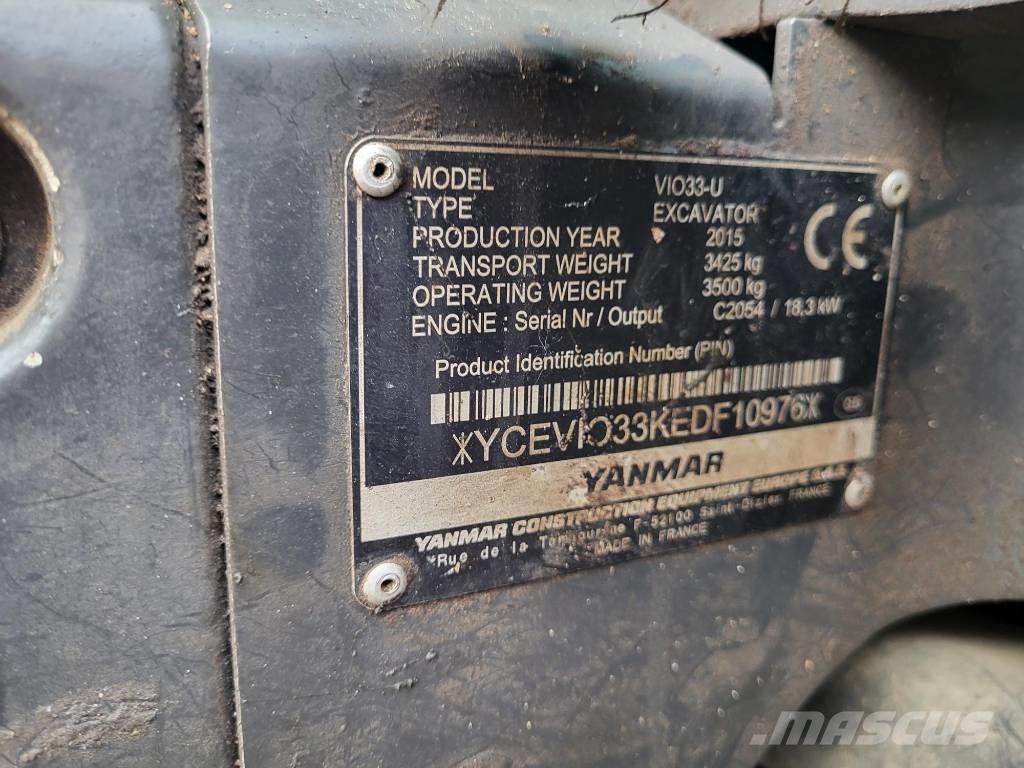 MODEL VIO33-U
TYPE EXCAVATOR
PRODUCTION YEAR 2015
TRANSPORT WEIGHT 3425 kg
OPERATING WEIGHT 3500 kg
ENGINE : Serial Nr / Output C2054 / 18,3 kW
CE
Product Identification Number (PIN)
*YCEVIO33KEDF10976X
YANMAR
YANMAR CONSTRUCTION EQUIPMENT EUROPE S.A.S
*Rue de la Tambourine F-52100 Saint-Dizier FRANCE
MADE IN FRANCE
MASCUS